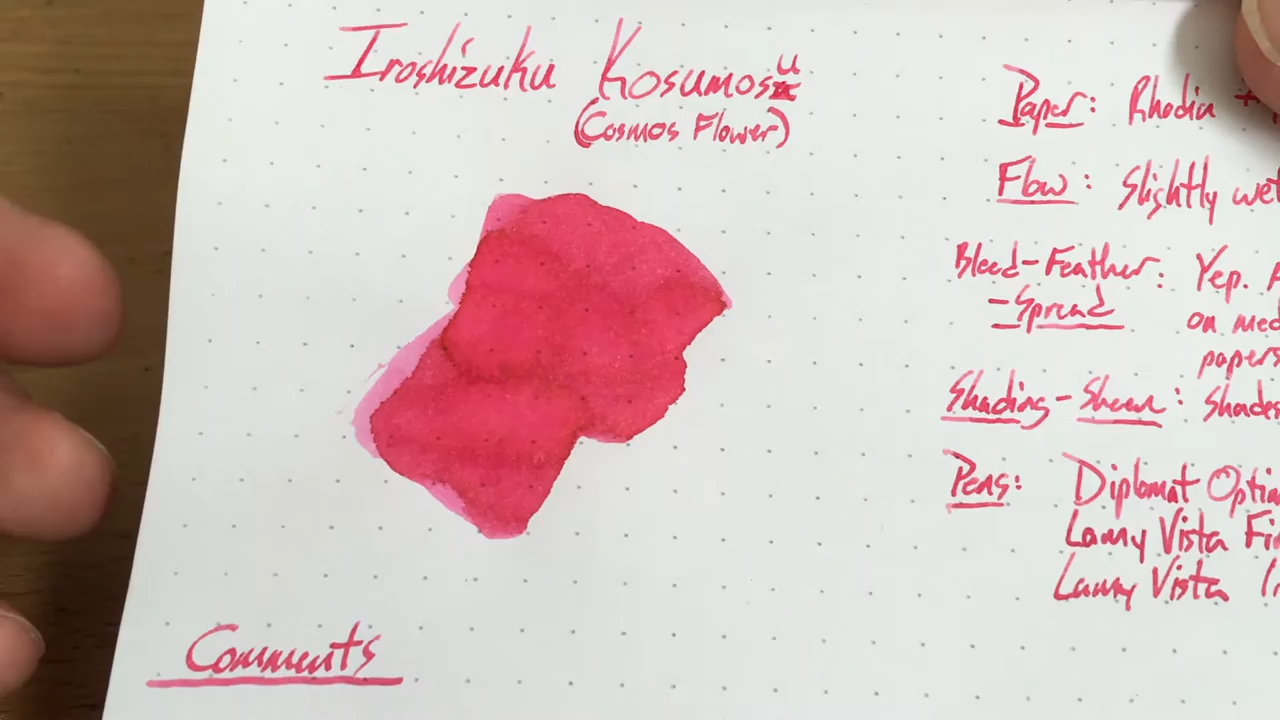 Iroshizuku Kosumosu
(Cosmos Flower)
Paper: Rhodia +
Flow: Slightly wet
Bleed-Feather: Yep.
-Spread on med
papers
Shading-Sheen: Shades
Pens: Diplomat
Lamy Vista
Lamy Vista
Comments